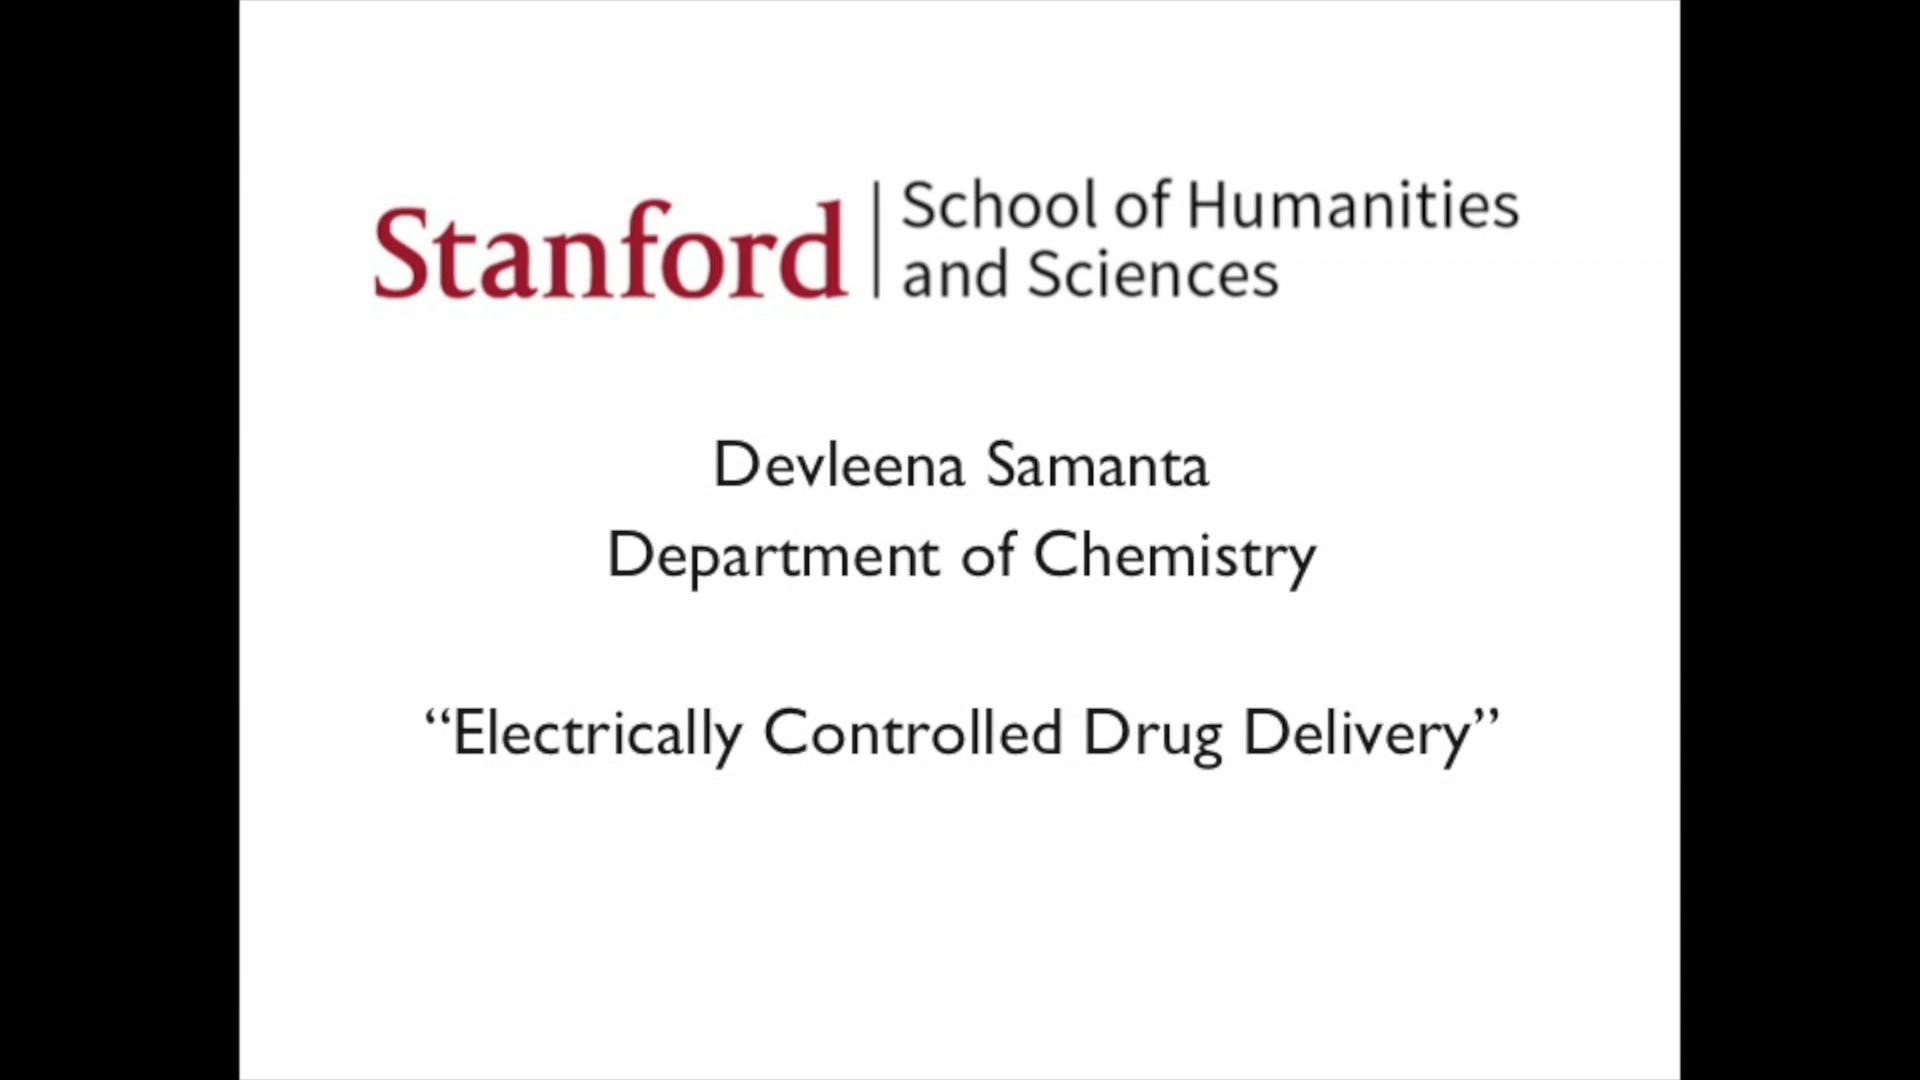 Stanford
School of Humanities
and Sciences
Devleena Samanta
Department of Chemistry
“Electrically Controlled Drug Delivery”